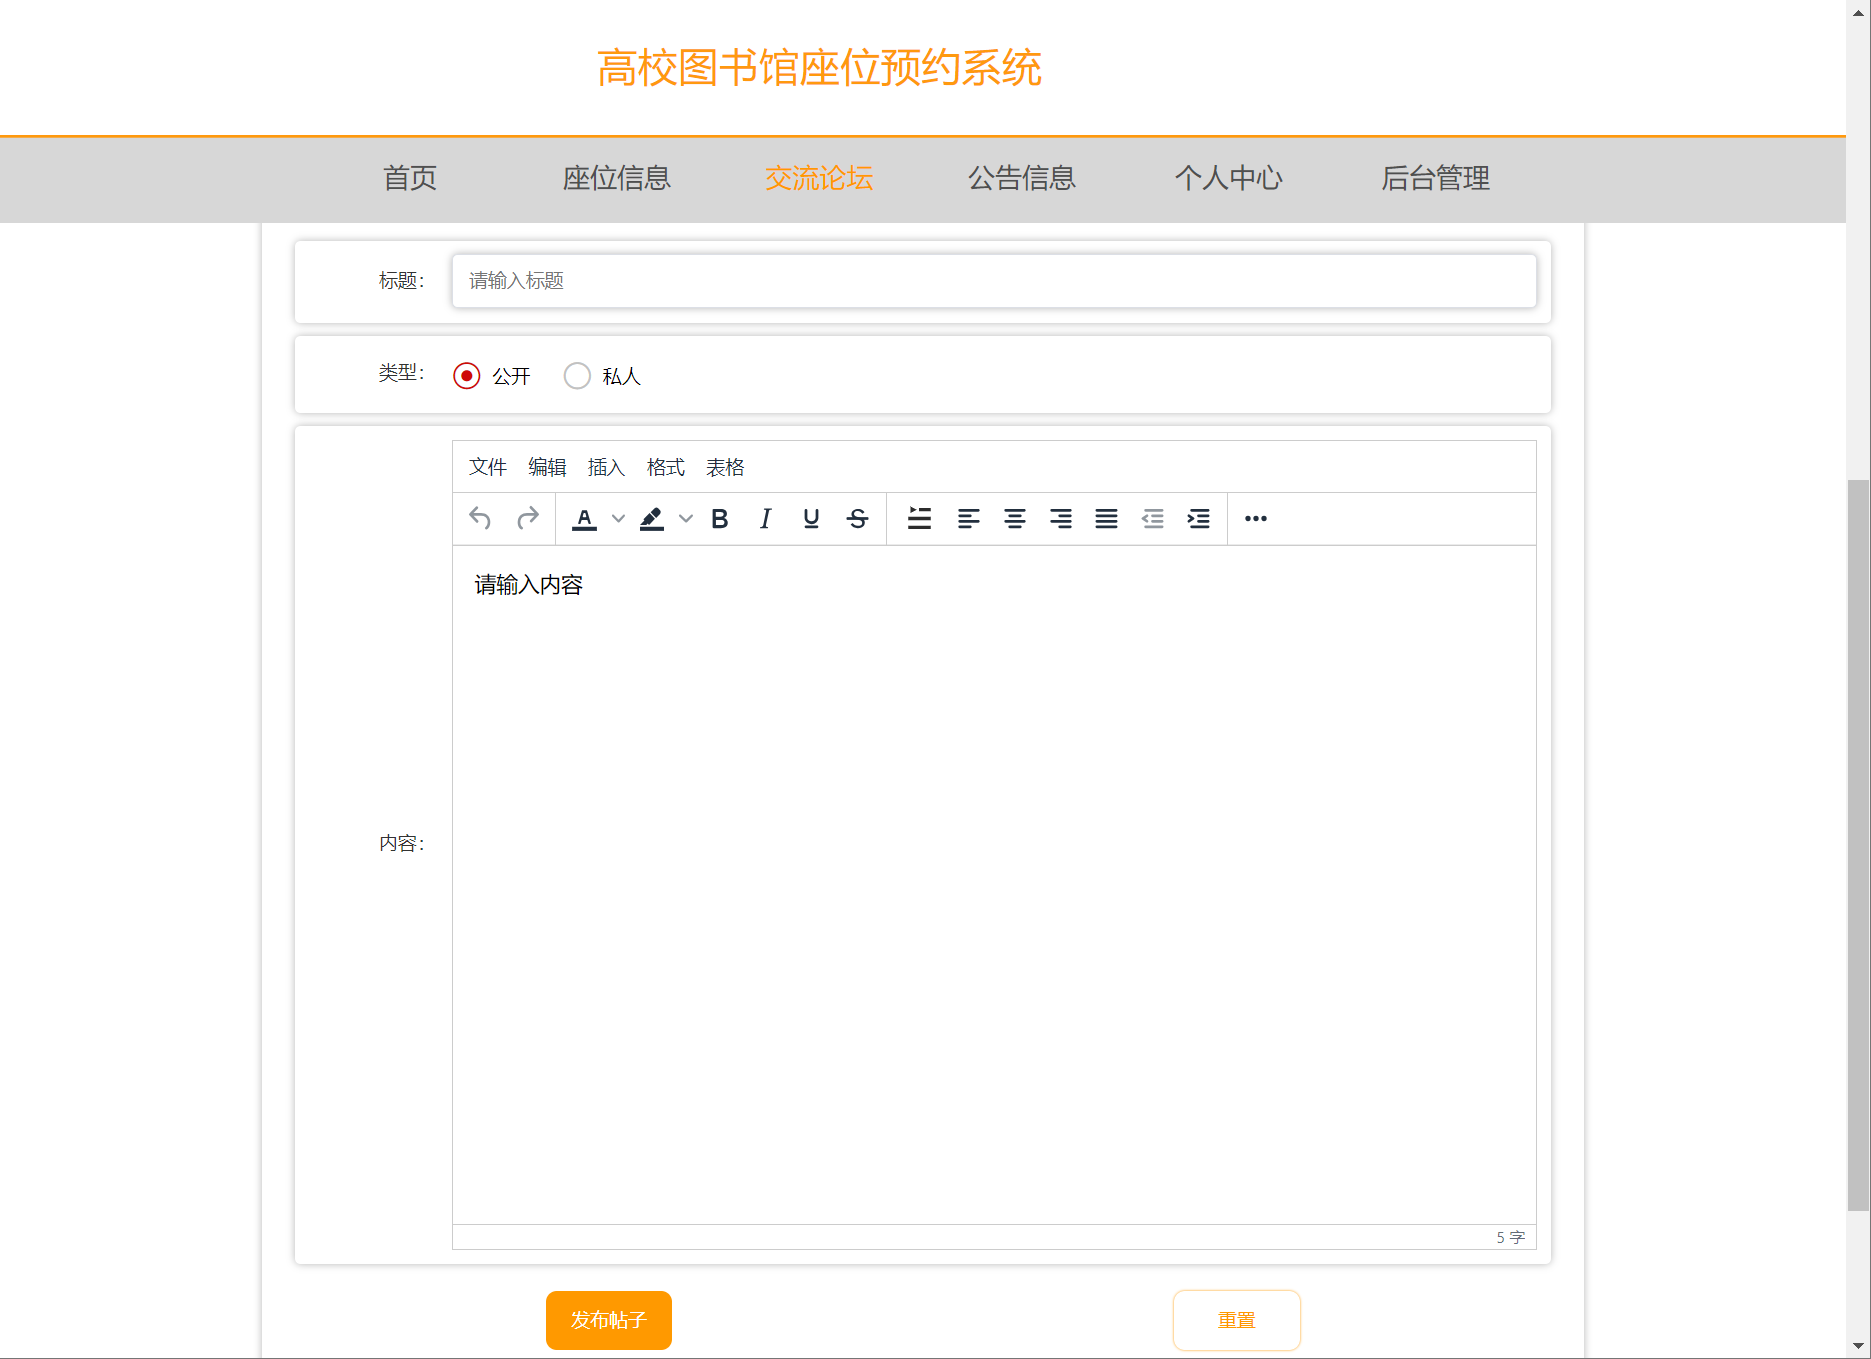 高校图书馆座位预约系统
首页 座位信息 交流论坛 公告信息 个人中心 后台管理
标题： 请输入标题
类型： 公开 私人
文件 编辑 插入 格式 表格
请输入内容
内容：
5 字
发布帖子 重置